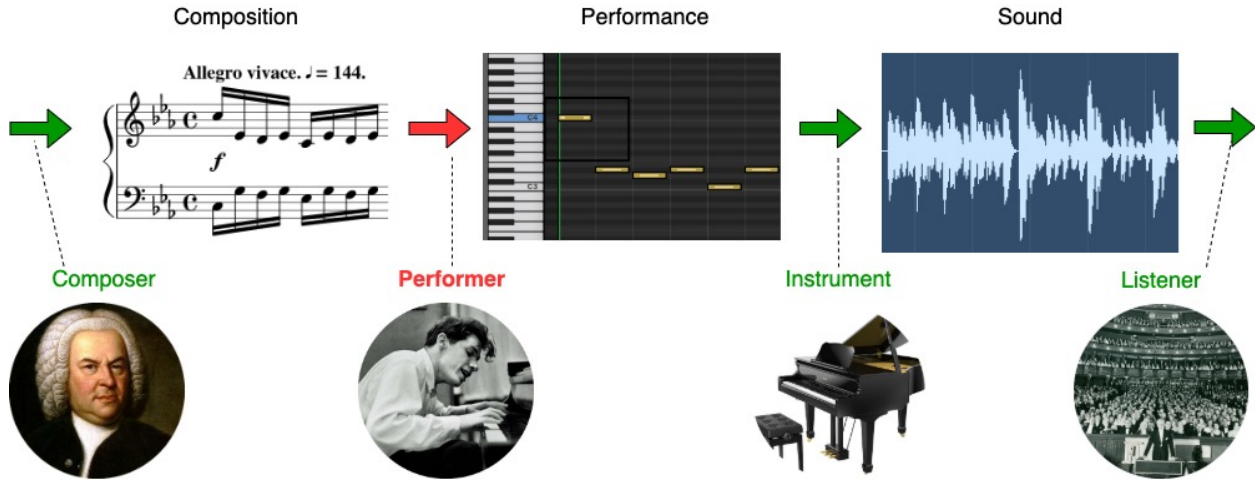 Composition
Performance
Sound
Allegro vivace. ♩= 144.
f
C4
C3
Composer
Performer
Instrument
Listener